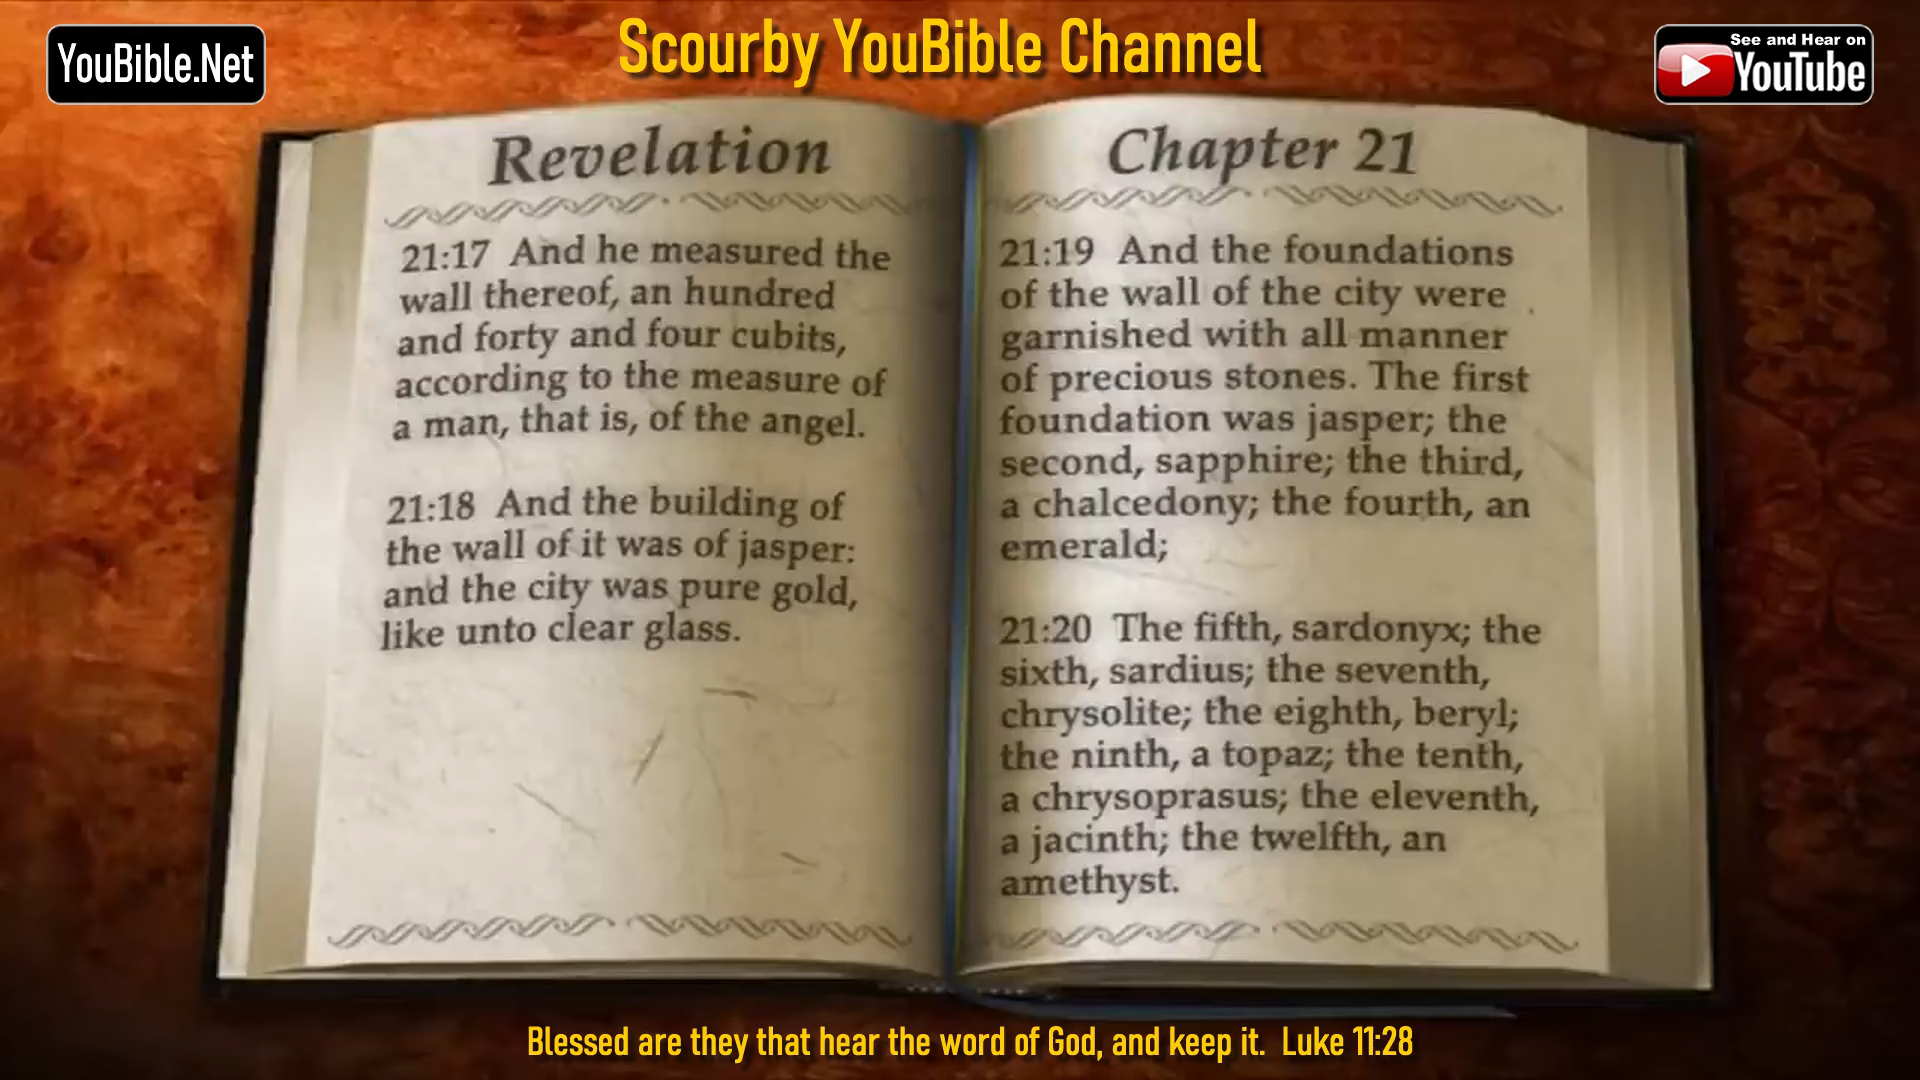 YouBible.Net
Scourby YouBible Channel
See and Hear on
YouTube
Revelation
21:17 And he measured the
wall thereof, an hundred
and forty and four cubits,
according to the measure of
a man, that is, of the angel.
21:18 And the building of
the wall of it was of jasper:
and the city was pure gold,
like unto clear glass.
Chapter 21
21:19 And the foundations
of the wall of the city were
garnished with all manner
of precious stones. The first
foundation was jasper; the
second, sapphire; the third,
a chalcedony; the fourth, an
emerald;
21:20 The fifth, sardonyx; the
sixth, sardius; the seventh,
chrysolite; the eighth, beryl;
the ninth, a topaz; the tenth,
a chrysoprasus; the eleventh,
a jacinth; the twelfth, an
amethyst.
Blessed are they that hear the word of God, and keep it. Luke 11:28